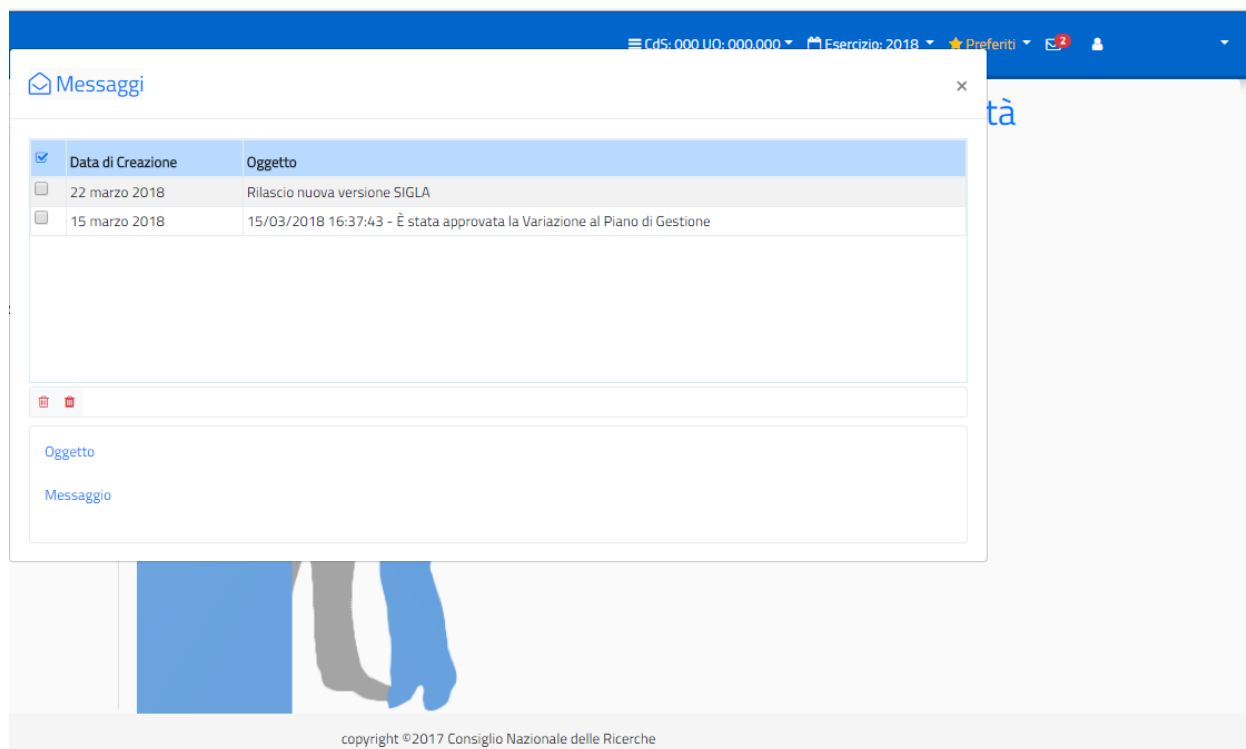 CdS: 000 UO: 000.000 Esercizio: 2018 Preferiti 2
Messaggi ×
tà
Data di Creazione Oggetto
22 marzo 2018 Rilascio nuova versione SIGLA
15 marzo 2018 15/03/2018 16:37:43 - È stata approvata la Variazione al Piano di Gestione
Oggetto
Messaggio
copyright ©2017 Consiglio Nazionale delle Ricerche